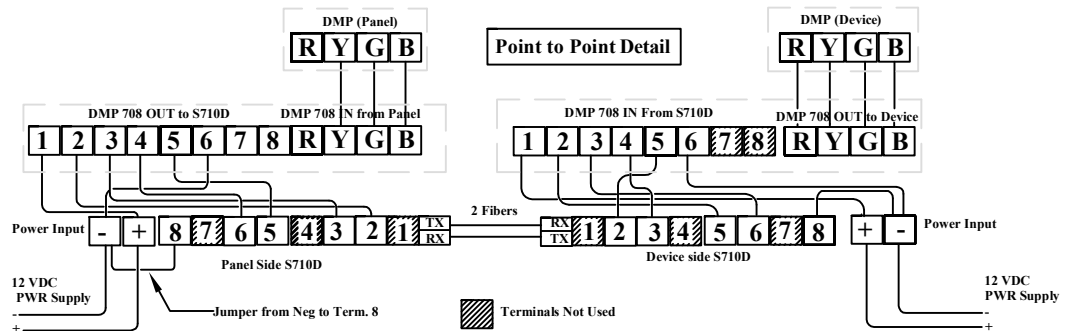 DMP (Panel)
R Y G B
Point to Point Detail
DMP (Device)
R Y G B
DMP 708 OUT to S710D
DMP 708 IN from Panel
1 2 3 4 5 6 7 8 R Y G B
DMP 708 IN From S710D
DMP 708 OUT to Device
1 2 3 4 5 6 7 8 R Y G B
Power Input
- +
8 7 6 5 4 3 2 1
TX
RX
2 Fibers
RX
TX
1 2 3 4 5 6 7 8
+ -
Power Input
Panel Side S710D
Device side S710D
12 VDC
PWR Supply
-
+
Jumper from Neg to Term. 8
Terminals Not Used
12 VDC
PWR Supply
-
+